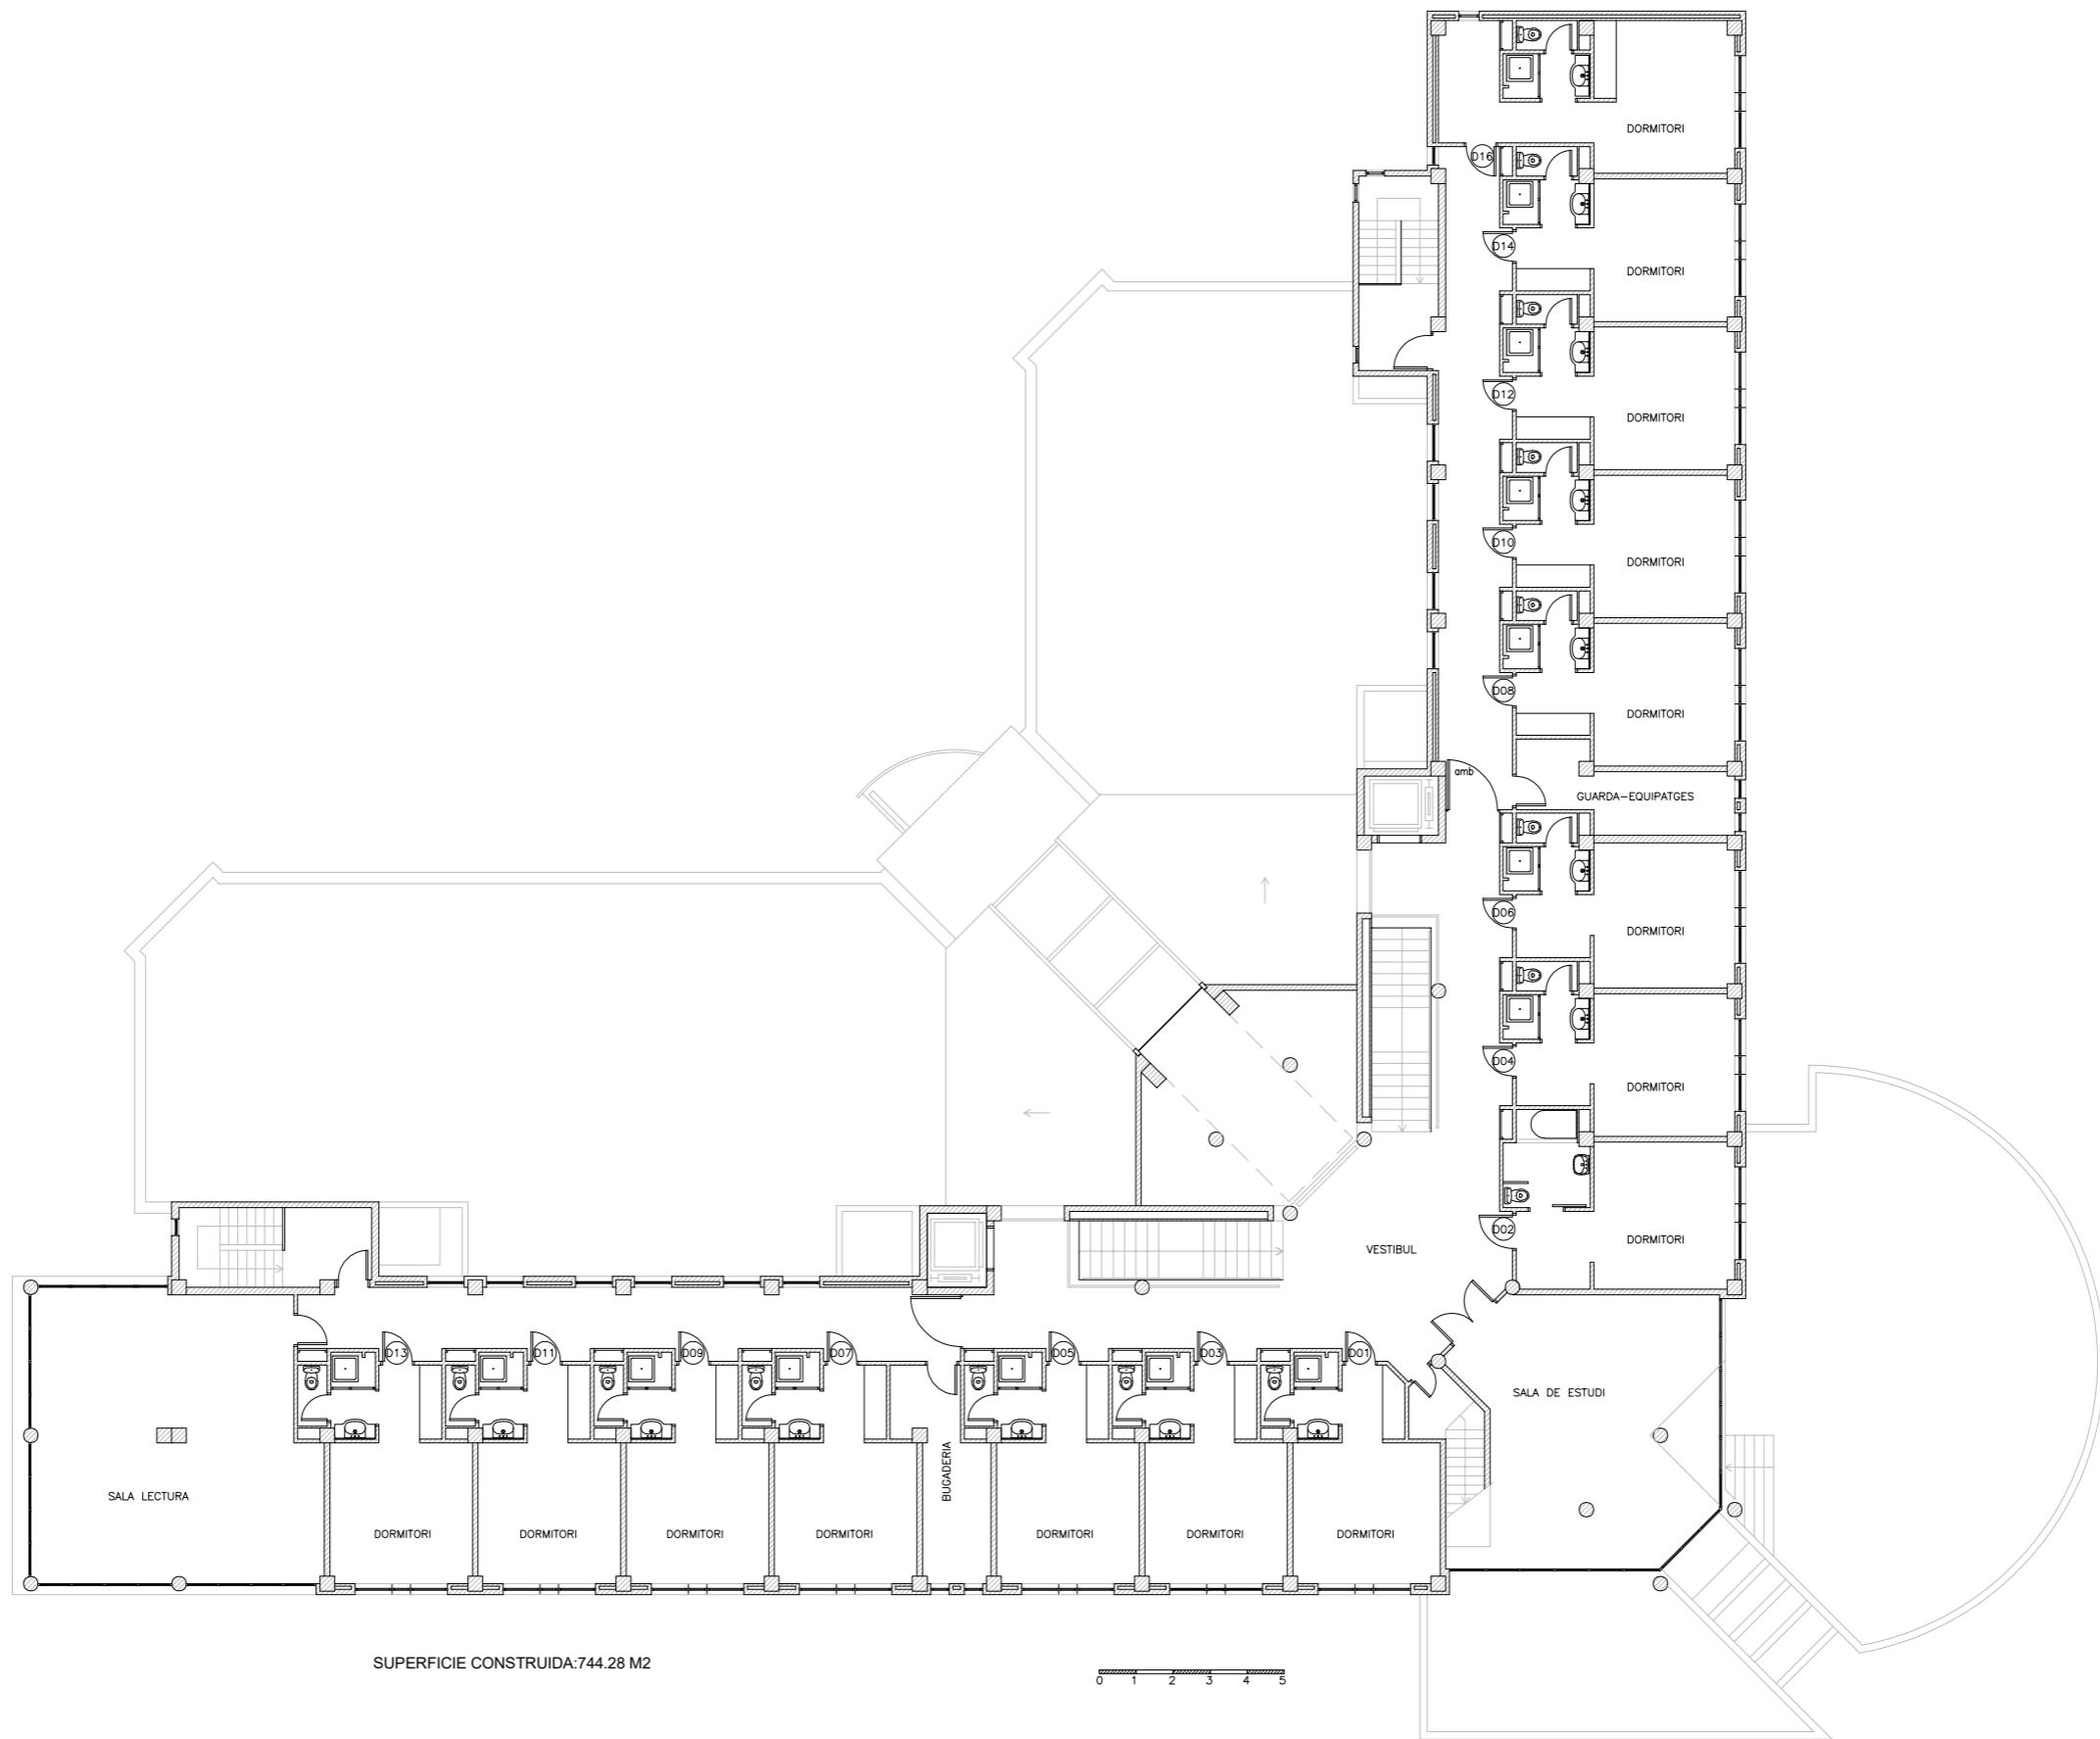 DORMITORI
D16
D14
DORMITORI
D12
DORMITORI
D10
DORMITORI
D08
DORMITORI
amb
GUARDA-EQUIPATGES
D06
DORMITORI
D04
DORMITORI
D02
DORMITORI
VESTIBUL
D13
D11
D09
D07
D05
D03
D01
SALA DE ESTUDI
BUGADERIA
SALA LECTURA
DORMITORI
DORMITORI
DORMITORI
DORMITORI
DORMITORI
DORMITORI
DORMITORI
SUPERFICIE CONSTRUIDA:744.28 M2
0 1 2 3 4 5